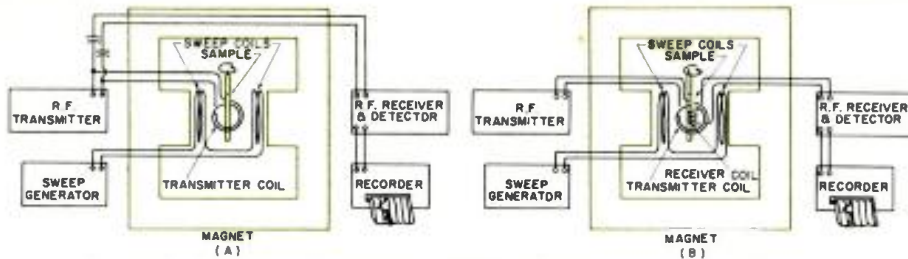 SWEEP COILS
SAMPLE
R.F.
TRANSMITTER
R.F. RECEIVER
& DETECTOR
SWEEP
GENERATOR
TRANSMITTER COIL
RECORDER
MAGNET
(A)
SWEEP COILS
SAMPLE
R.F.
TRANSMITTER
R.F. RECEIVER
& DETECTOR
SWEEP
GENERATOR
RECEIVER COIL
TRANSMITTER COIL
RECORDER
MAGNET
(B)